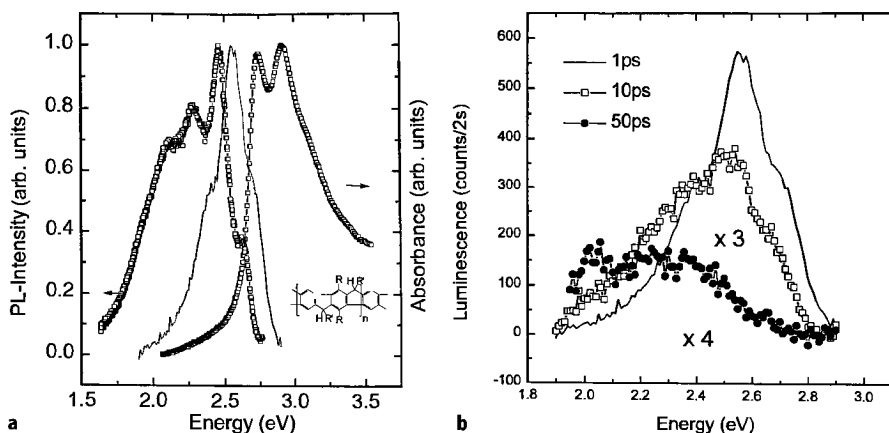 1.0
0.8
0.6
0.4
0.2
0.0
PL-Intensity (arb. units)
Absorbance (arb. units)
2.0 2.5 3.0 3.5
Energy (eV)
R HR'
HR' R n
a
600
500
400
300
200
100
0
-100
Luminescence (counts/2s)
1ps
10ps
50ps
x 3
x 4
1.8 2.0 2.2 2.4 2.6 2.8 3.0
Energy (eV)
b